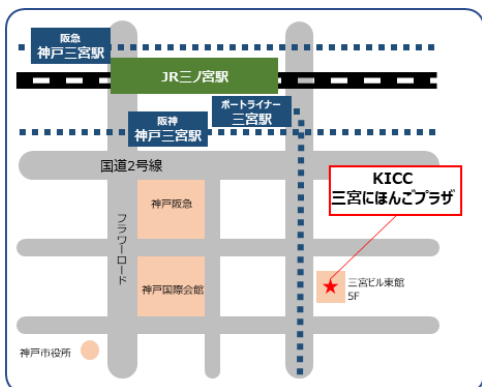 阪急
神戸三宮駅
JR三ノ宮駅
ポートライナー
三宮駅
阪神
神戸三宮駅
国道2号線
KICC
三宮にほんごプラザ
フラワーロード
神戸阪急
神戸国際会館
三宮ビル東館
5F
神戸市役所